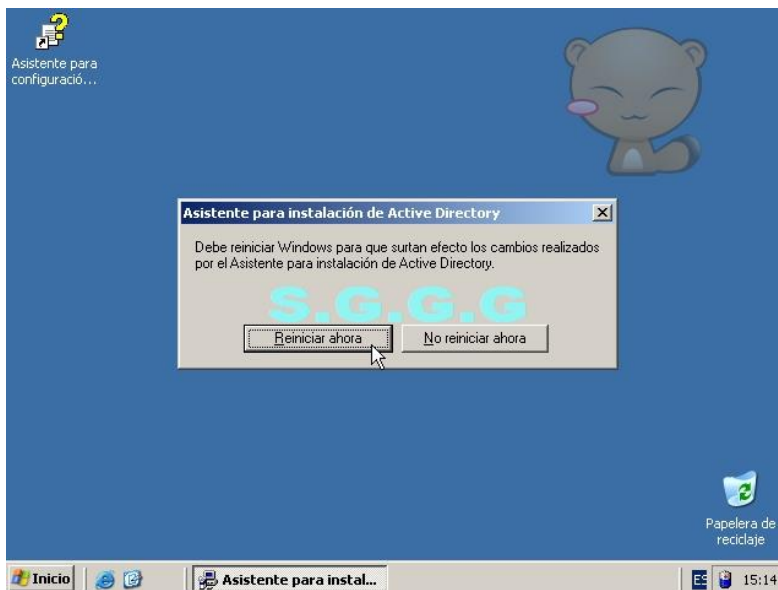 Asistente para
configuració...
Asistente para instalación de Active Directory
Debe reiniciar Windows para que surtan efecto los cambios realizados
por el Asistente para instalación de Active Directory.
S.G.G.G
Reiniciar ahora
No reiniciar ahora
Papelera de
reciclaje
Inicio
Asistente para instal...
ES
15:14